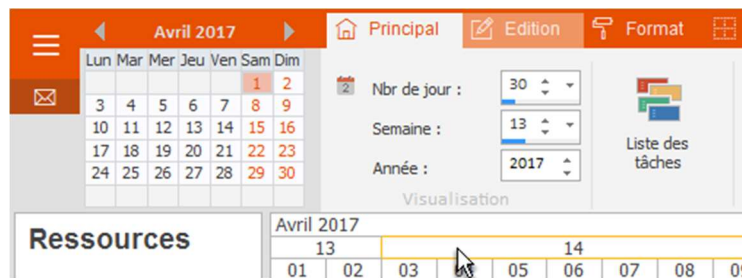 Avril 2017
Principal
Edition
Format
Lun Mar Mer Jeu Ven Sam Dim
1 2
3 4 5 6 7 8 9
10 11 12 13 14 15 16
17 18 19 20 21 22 23
24 25 26 27 28 29 30
2
Nbr de jour : 30
Semaine : 13
Année : 2017
Visualisation
Liste des
tâches
Ressources
Avril 2017
13 14
01 02 03 05 06 07 08